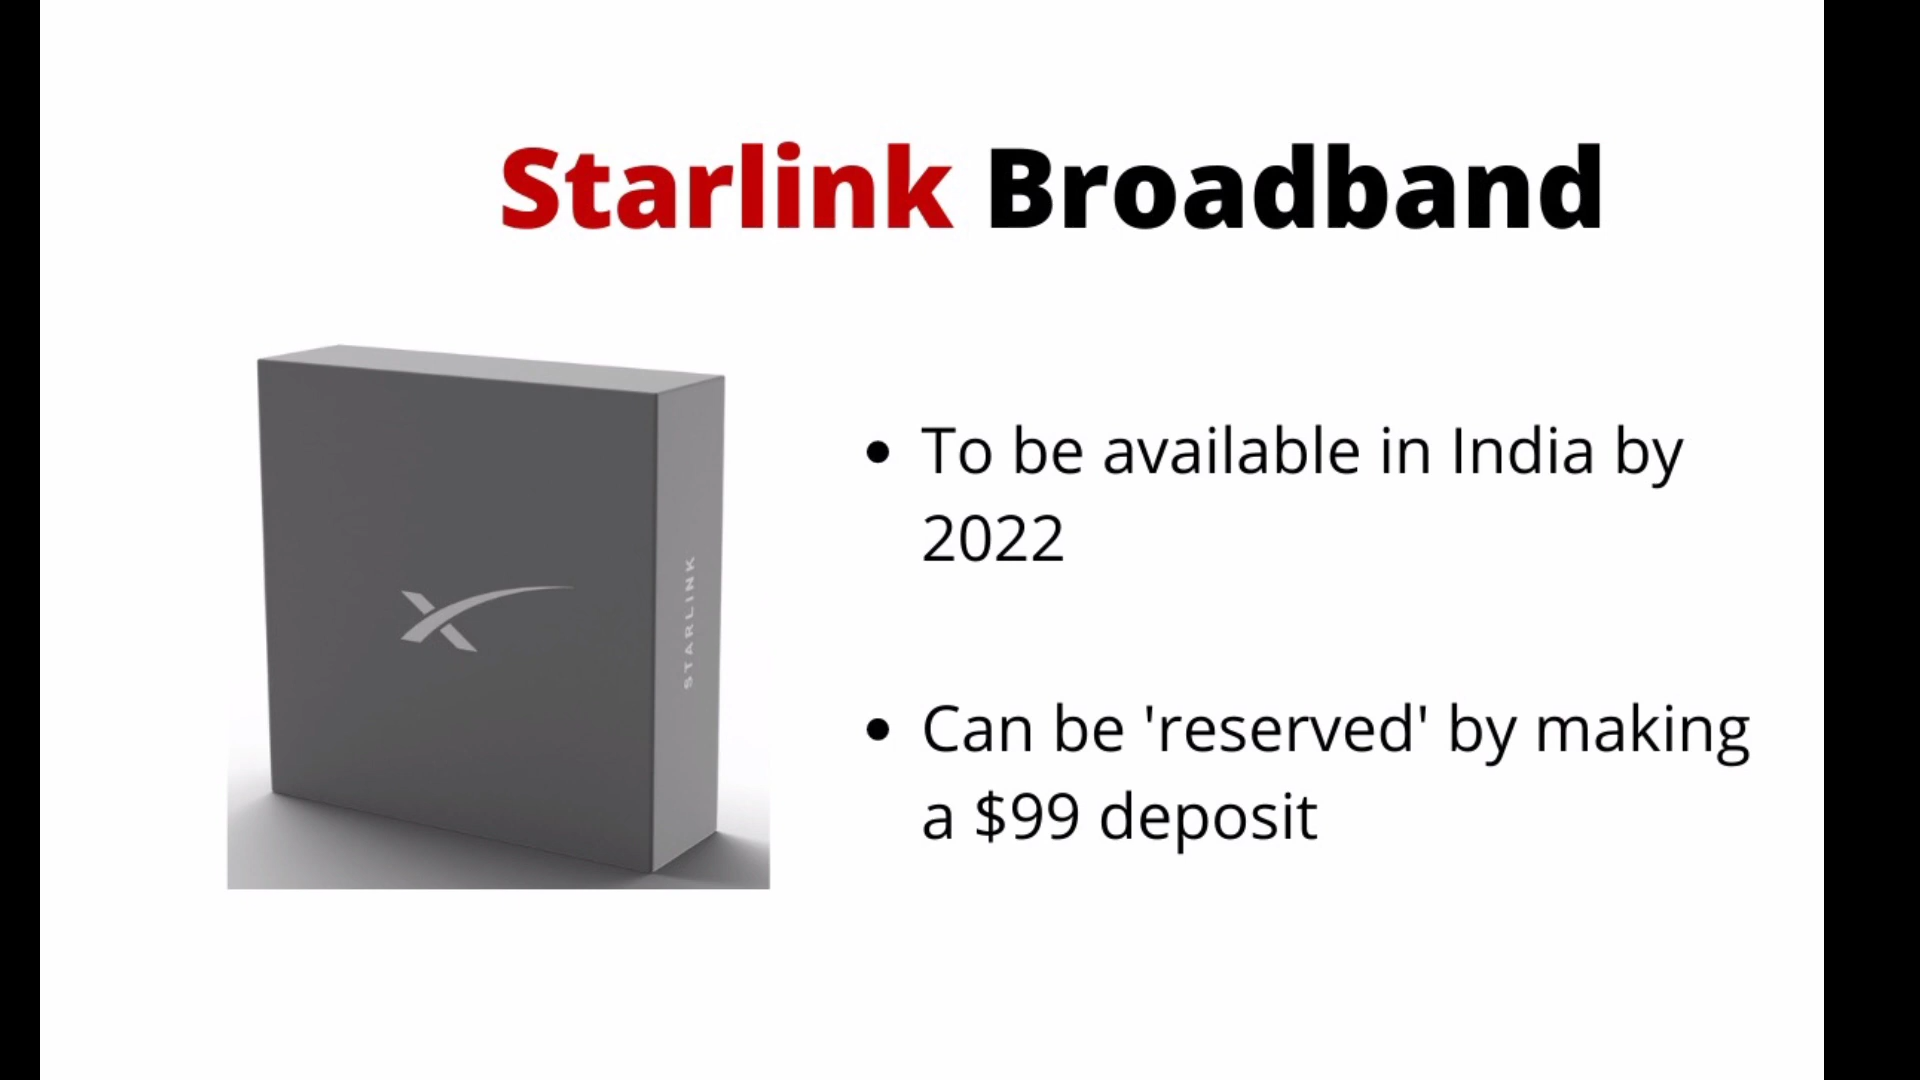 Starlink Broadband
• To be available in India by
2022
• Can be 'reserved' by making
a $99 deposit
STARLINK